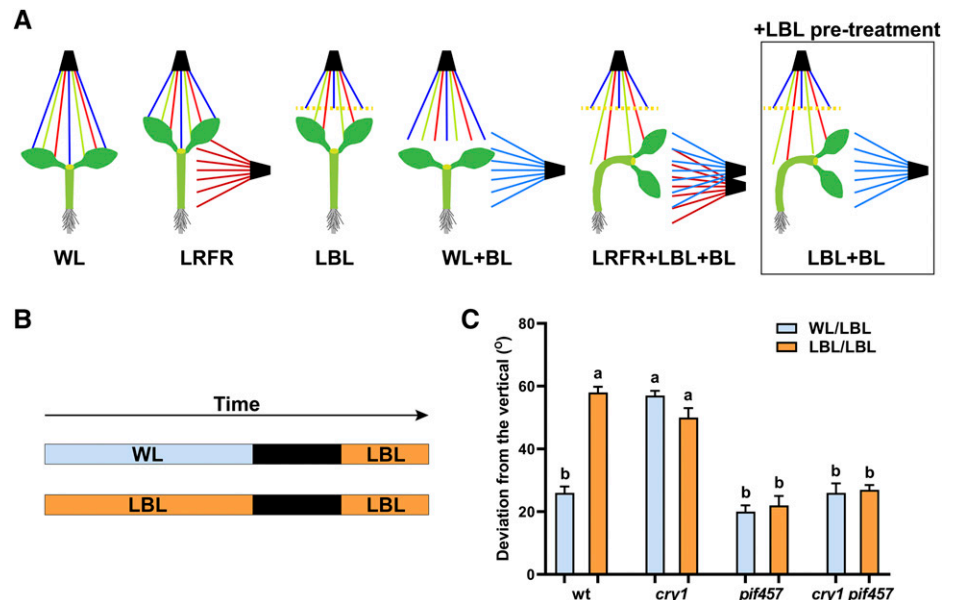 A
+LBL pre-treatment
WL
LRFR
LBL
WL+BL
LRFR+LBL+BL
LBL+BL
B
Time
WL
LBL
LBL
LBL
C
Deviation from the vertical (O)
80
60
40
20
0
WL/LBL
LBL/LBL
b
a
a
a
b
b
b
b
wt
cry1
pif457
cry1 pif457